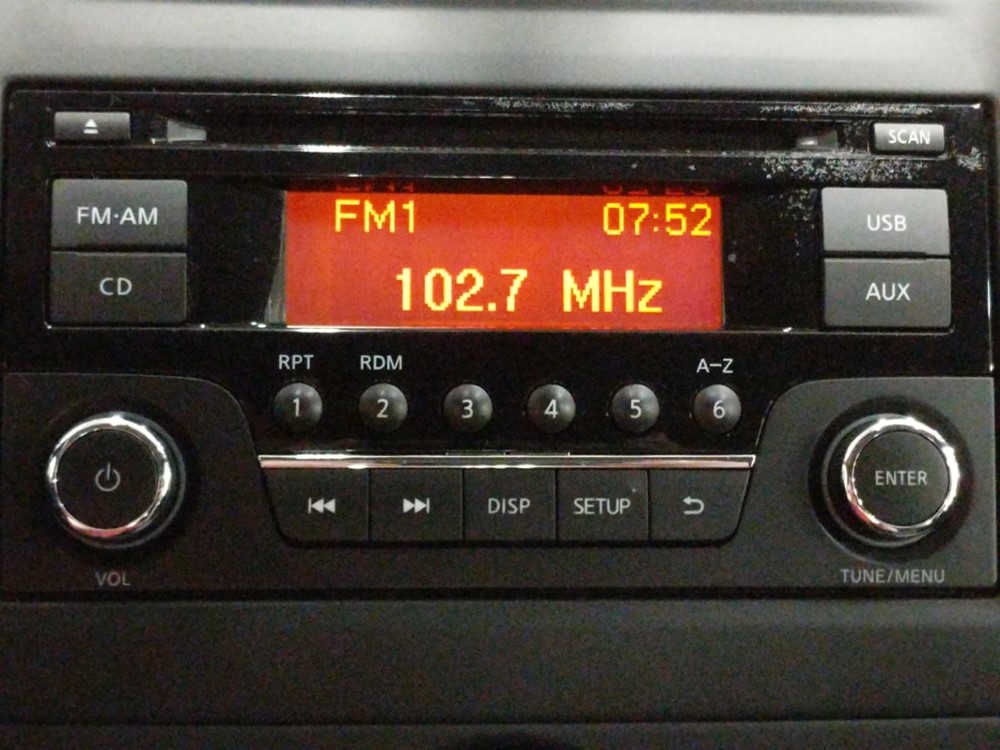 SCAN
FM·AM
CD
FM1 07:52
102.7 MHz
USB
AUX
RPT RDM A–Z
1 2 3 4 5 6
DISP SETUP
ENTER
VOL
TUNE/MENU